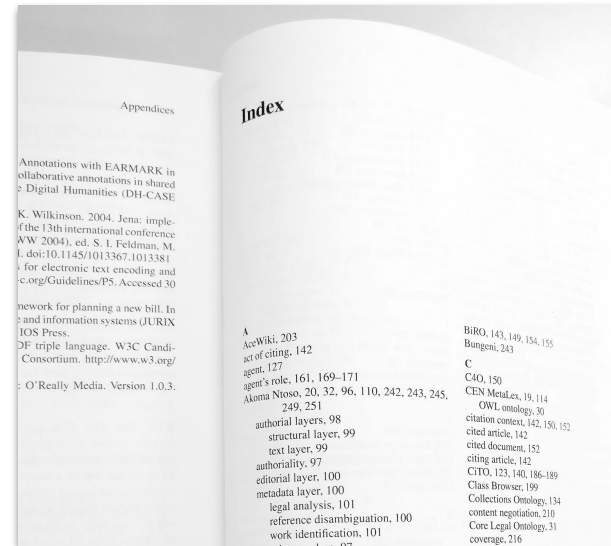 Appendices
Annotations with EARMARK in
ollaborative annotations in shared
Digital Humanities (DH-CASE
K. Wilkinson. 2004. Jena: imple-
f the 13th international conference
WW 2004), ed. S. I. Feldman, M.
. doi:10.1145/1013367.1013381
for electronic text encoding and
-c.org/Guidelines/P5. Accessed 30
nework for planning a new bill. In
and information systems (JURIX
IOS Press.
DF triple language. W3C Candi-
Consortium. http://www.w3.org/
: O'Really Media. Version 1.0.3.
Index
A
AceWiki, 203
act of citing, 142
agent, 127
agent's role, 161, 169–171
Akoma Ntoso, 20, 32, 96, 110, 242, 243, 245,
249, 251
authorial layers, 98
structural layer, 99
text layer, 99
authoriality, 97
editorial layer, 100
metadata layer, 100
legal analysis, 101
reference disambiguation, 100
work identification, 101
BiRO, 143, 149, 154, 155
Bungeni, 243
C
C4O, 150
CEN MetaLex, 19, 114
OWL ontology, 30
citation context, 142, 150, 152
cited article, 142
cited document, 152
citing article, 142
CiTO, 123, 140, 186–189
Class Browser, 199
Collections Ontology, 134
content negotiation, 210
Core Legal Ontology, 31
coverage, 216